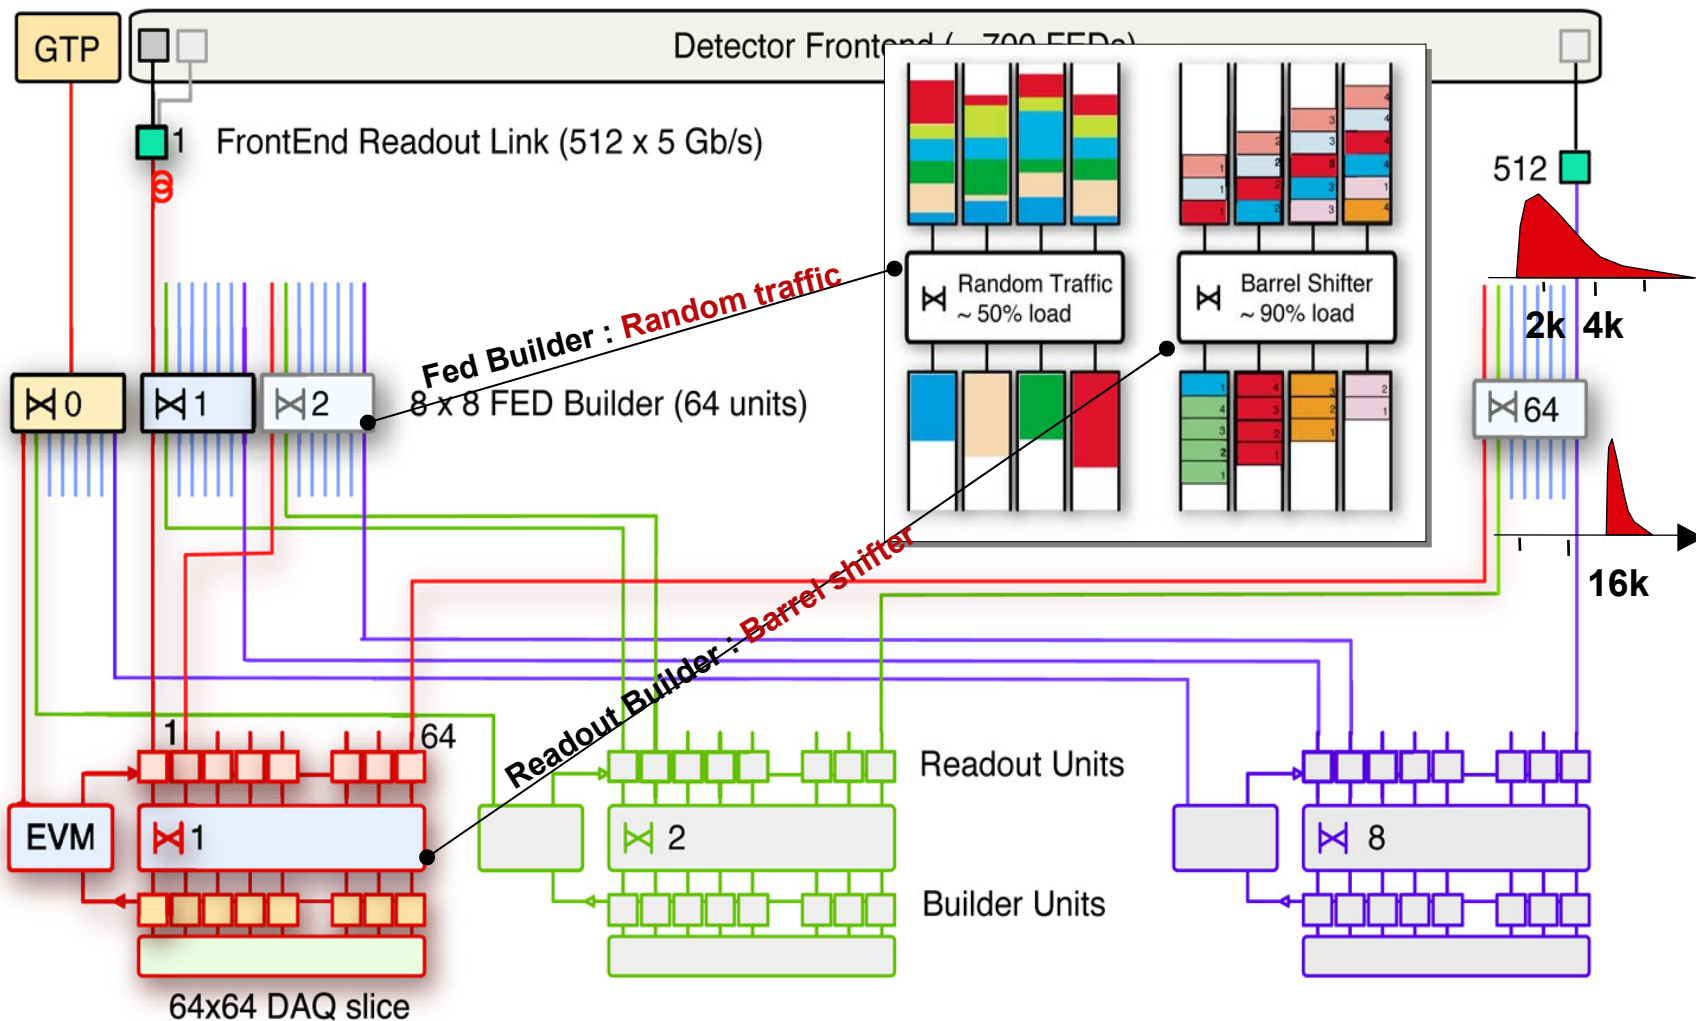 GTP
Detector Frontend ( ~ 700 FEDs)
1
FrontEnd Readout Link (512 x 5 Gb/s)
512
Random Traffic
~ 50% load
Barrel Shifter
~ 90% load
2k 4k
Fed Builder : Random traffic
0
1
2
8 x 8 FED Builder (64 units)
64
16k
Readout Builder : Barrel shifter
1
64
Readout Units
EVM
1
2
8
Builder Units
64x64 DAQ slice